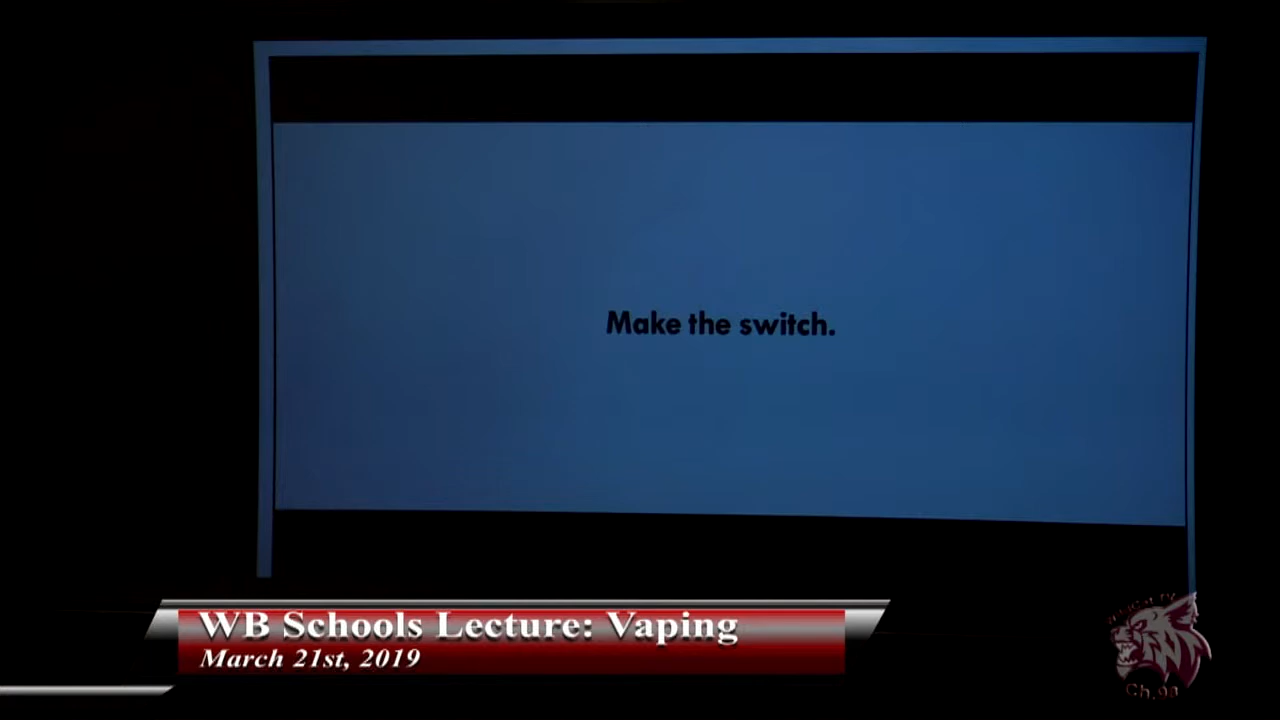 Make the switch.
WB Schools Lecture: Vaping
March 21st, 2019